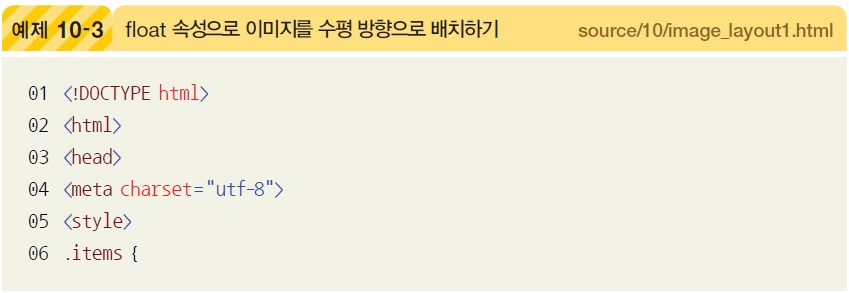 예제 10-3 float 속성으로 이미지를 수평 방향으로 배치하기 source/10/image_layout1.html
01 <!DOCTYPE html>
02 <html>
03 <head>
04 <meta charset="utf-8">
05 <style>
06 .items {